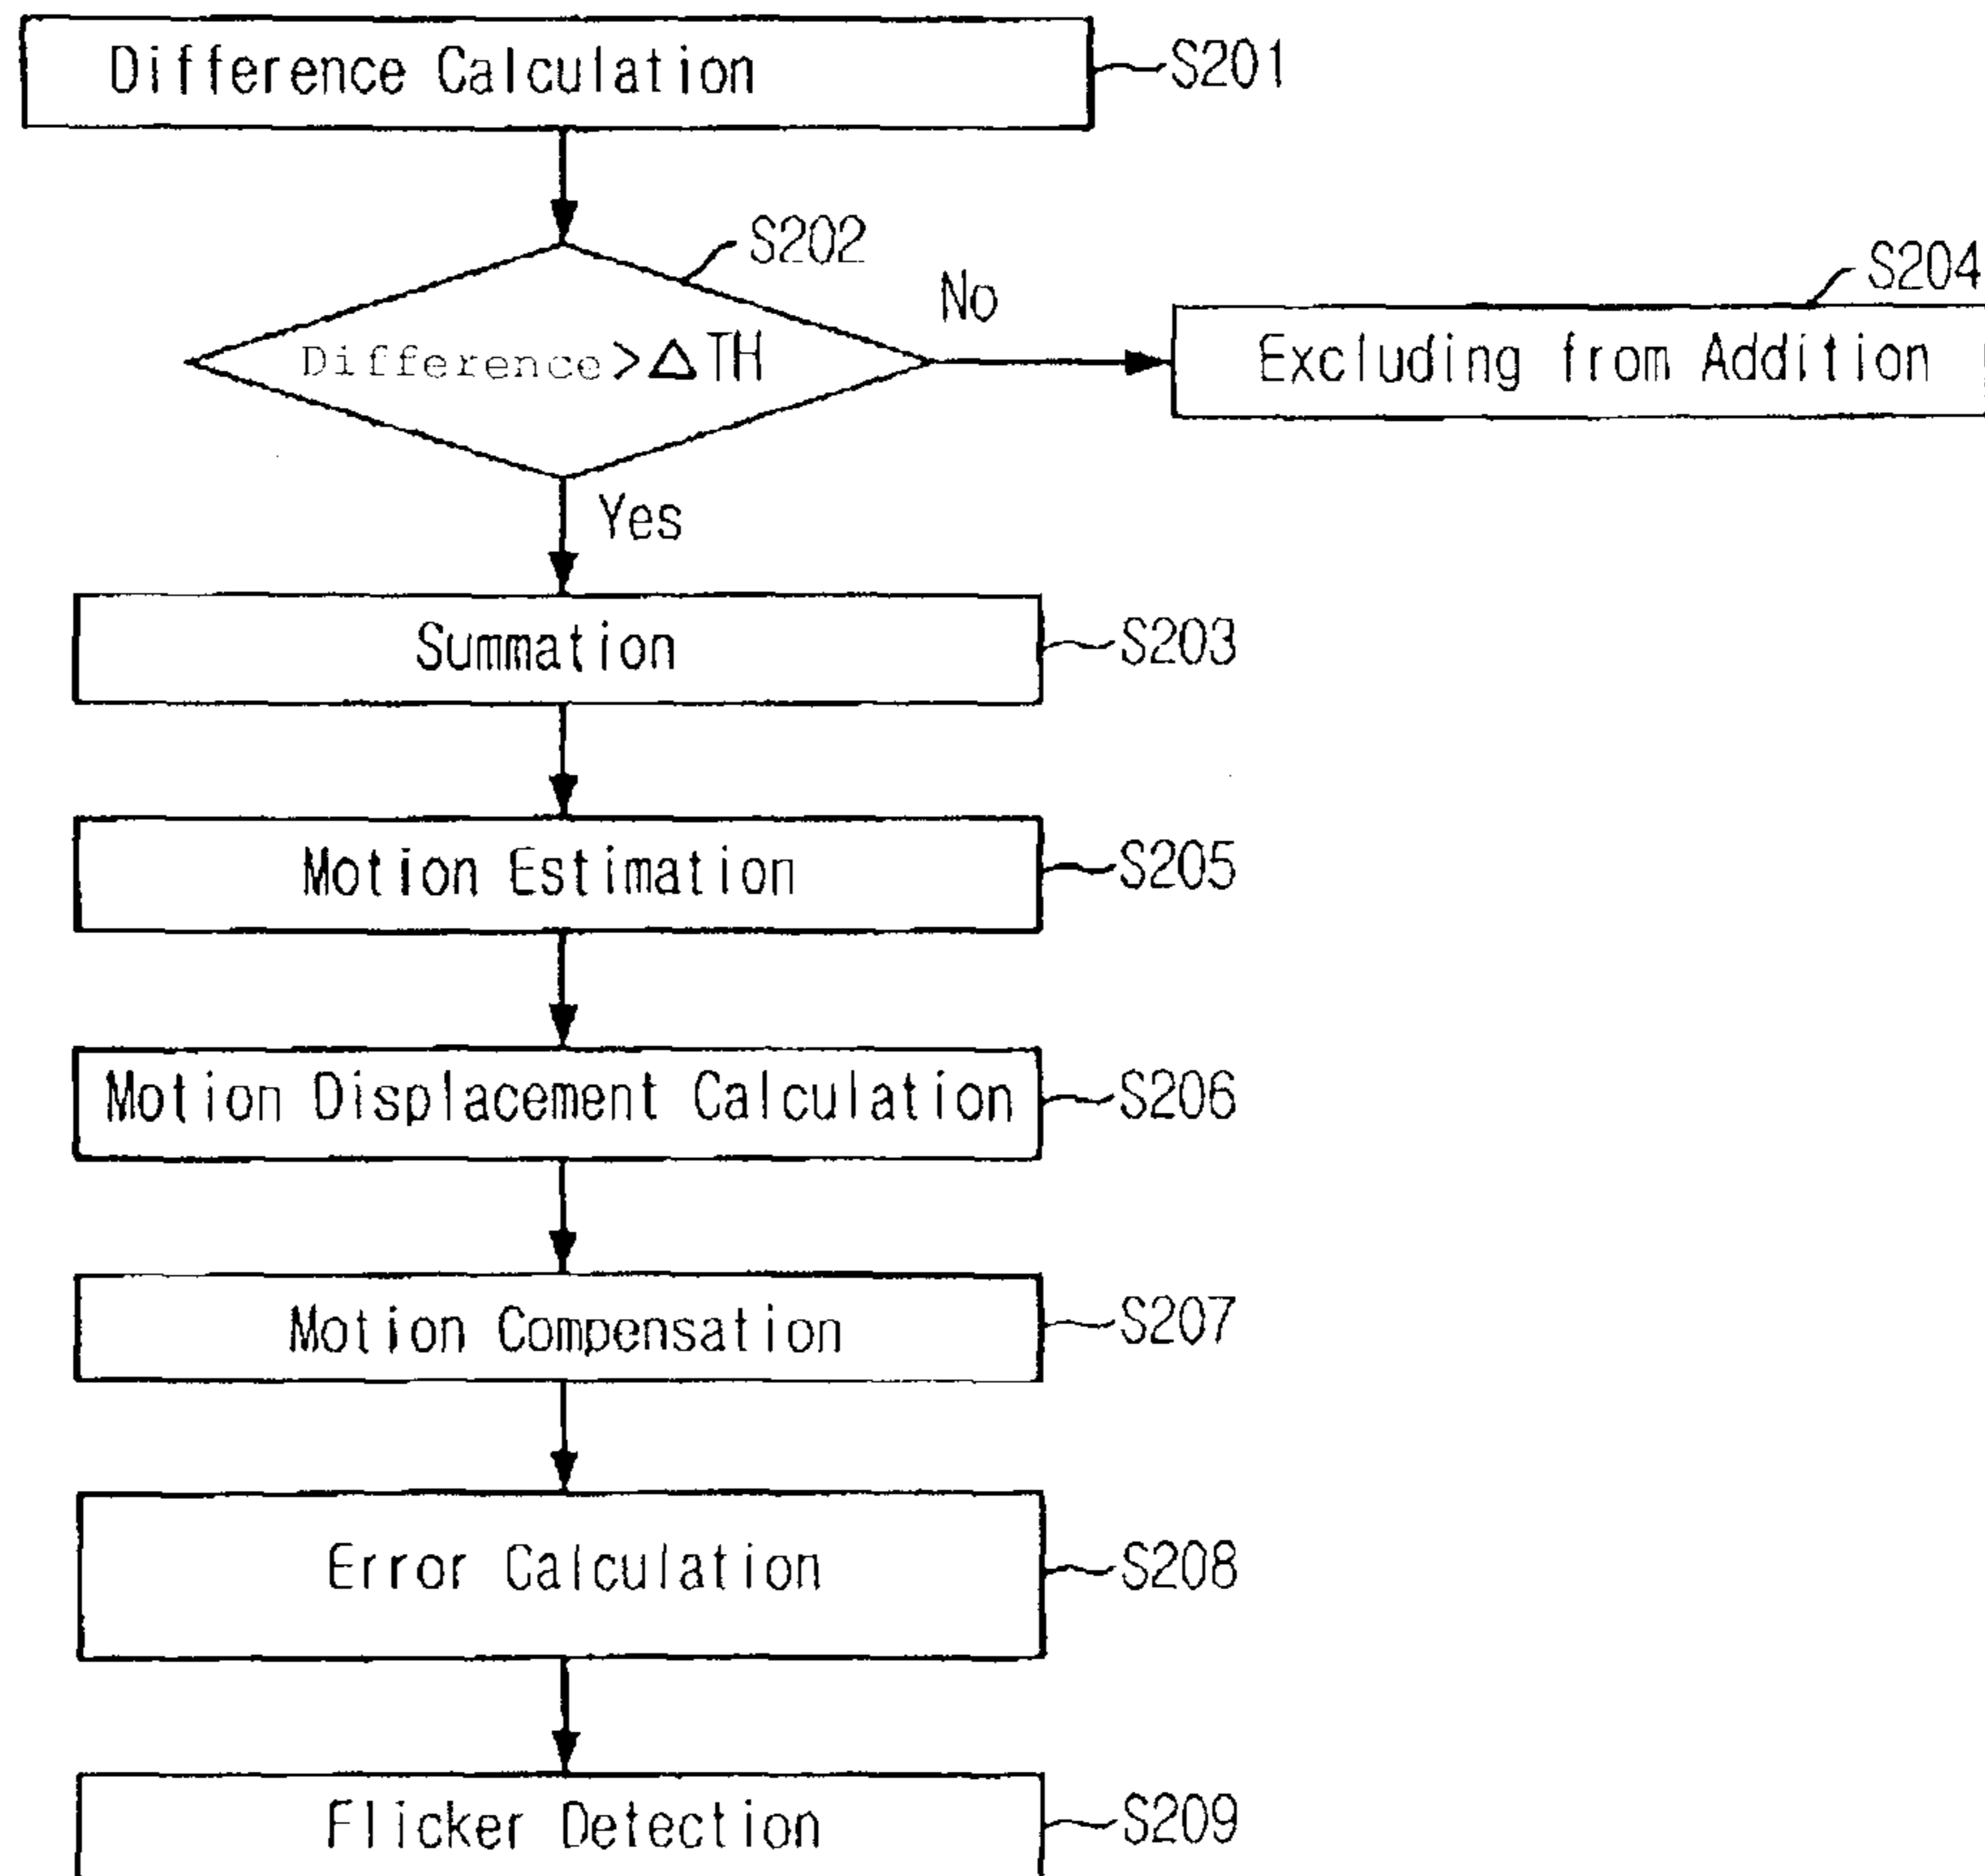 Difference Calculation
S201
S202
No
S204
Difference>ΔTH
Excluding from Addition
Yes
Summation
S203
Motion Estimation
S205
Motion Displacement Calculation
S206
Motion Compensation
S207
Error Calculation
S208
Flicker Detection
S209